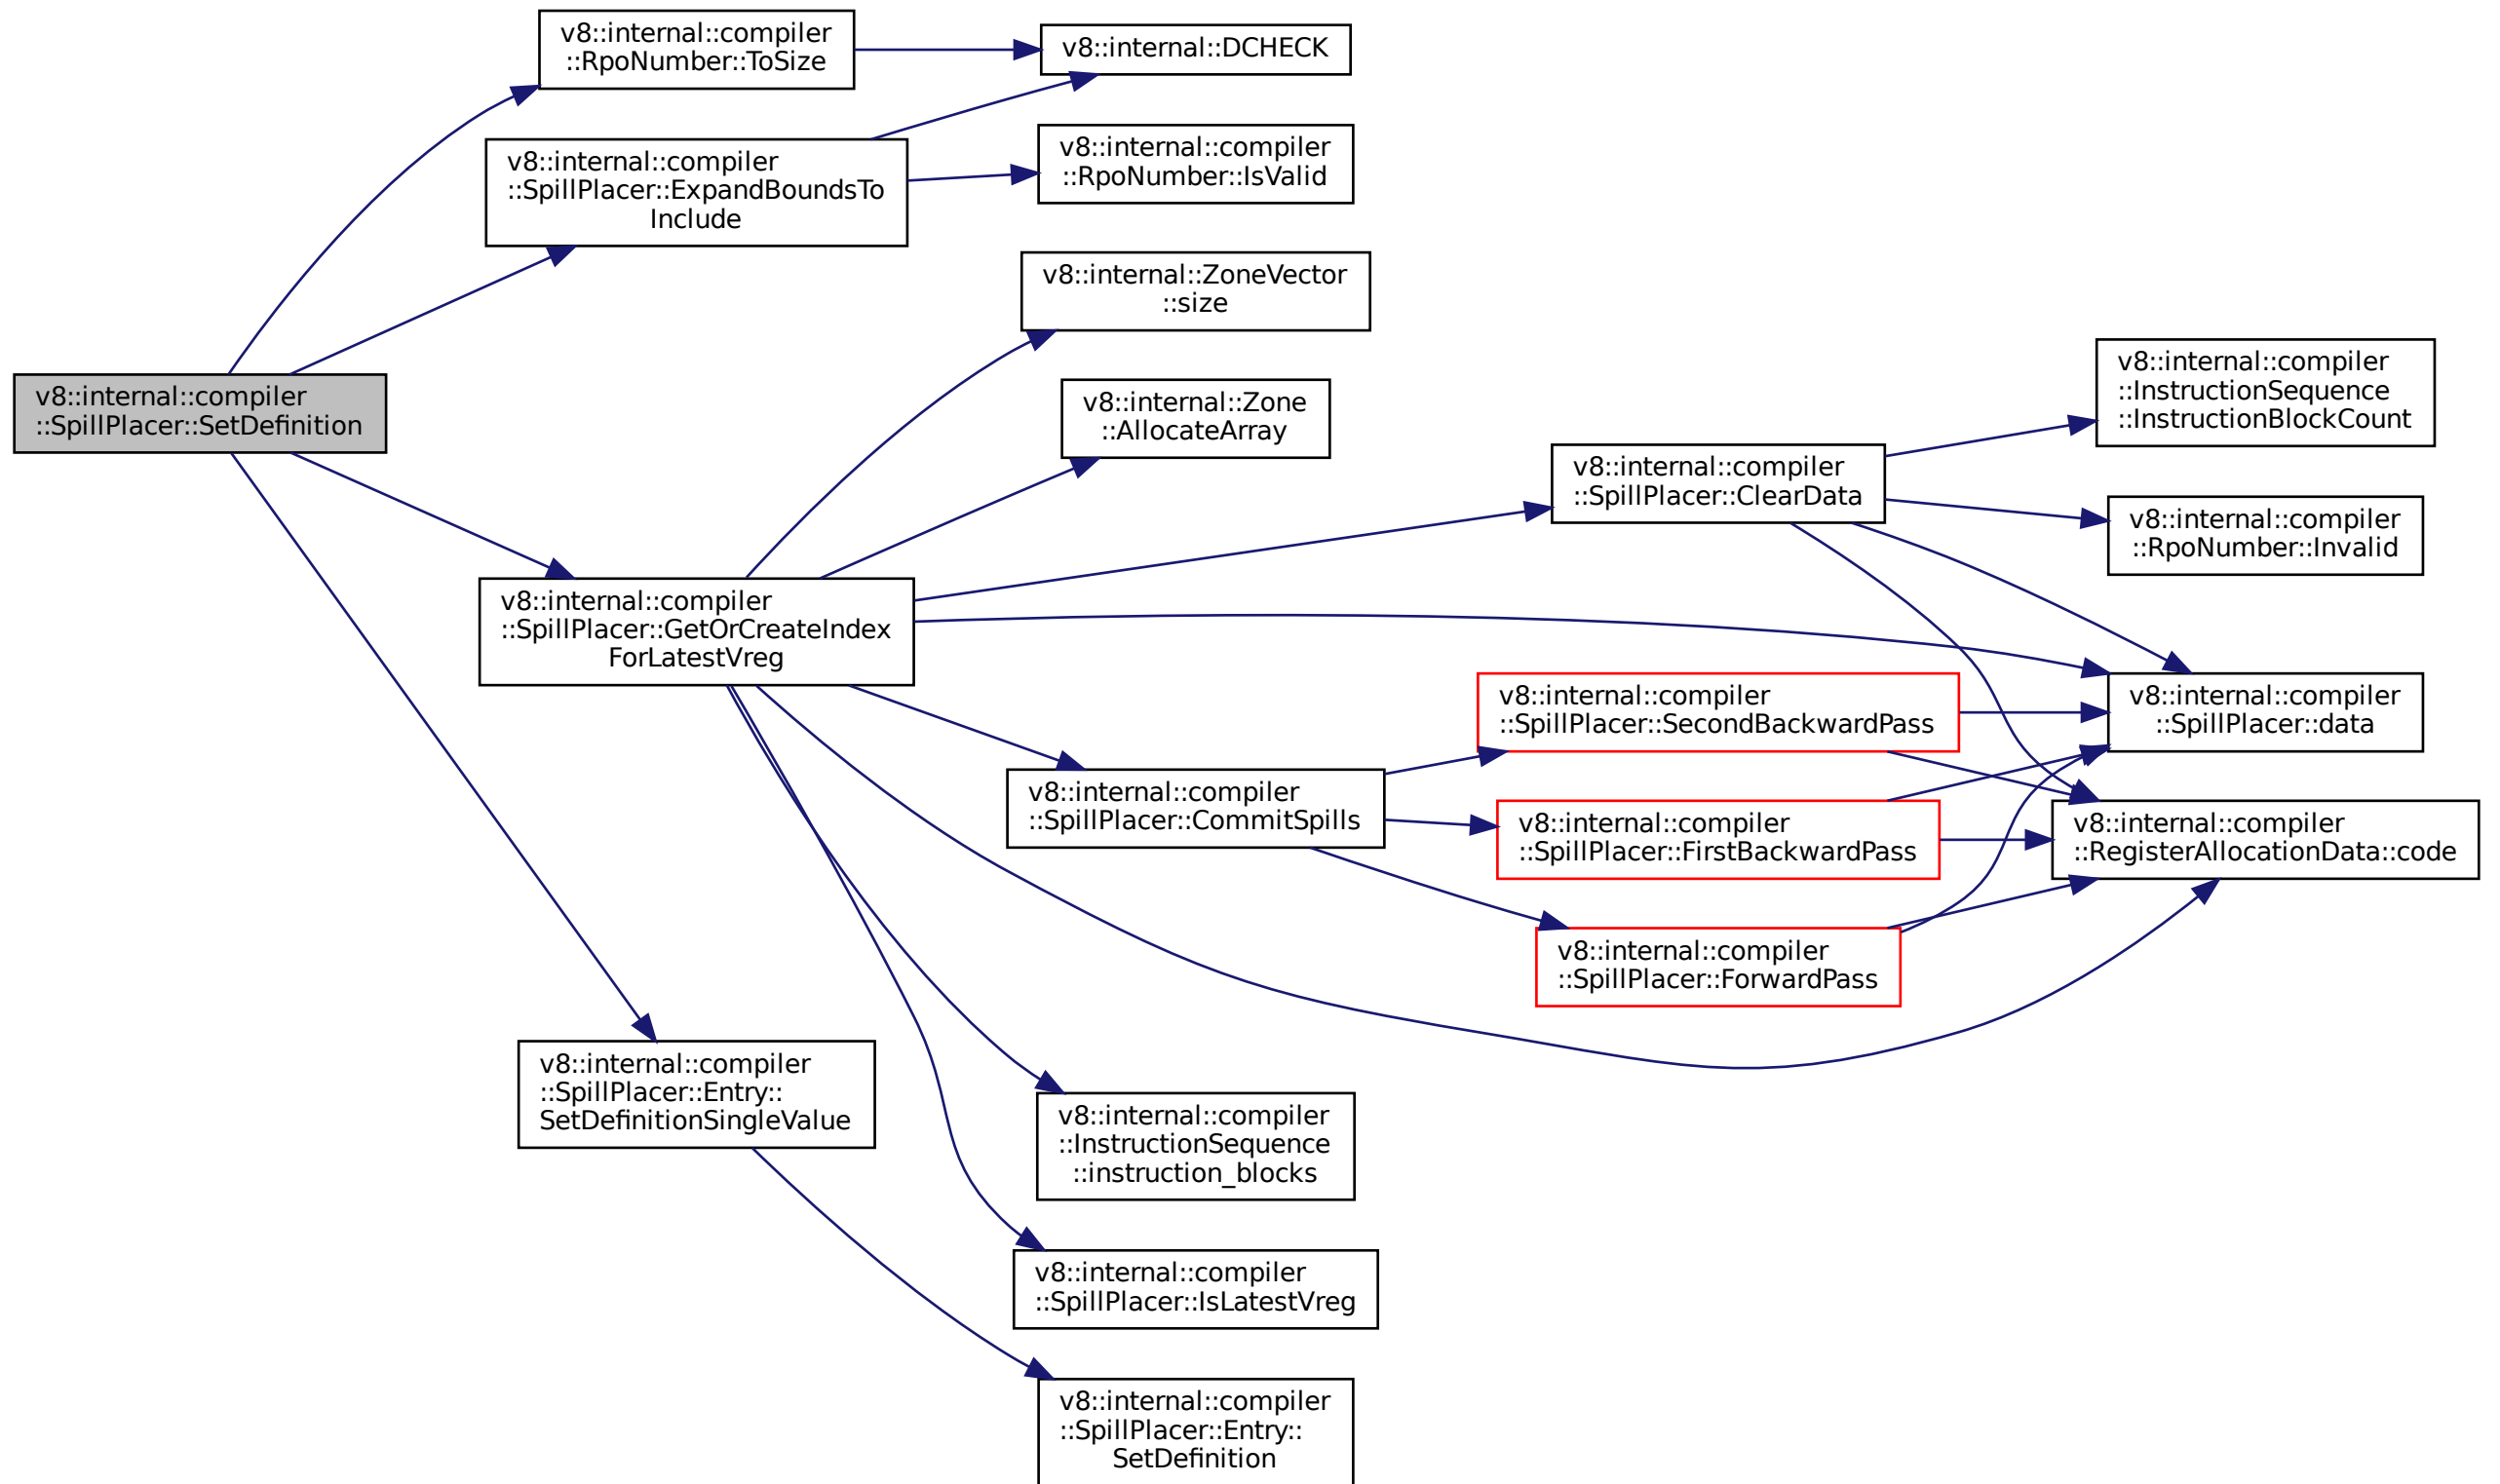 v8::internal::compiler
::SpillPlacer::SetDefinition
v8::internal::compiler
::RpoNumber::ToSize
v8::internal::compiler
::SpillPlacer::ExpandBoundsTo
Include
v8::internal::compiler
::SpillPlacer::GetOrCreateIndex
ForLatestVreg
v8::internal::compiler
::SpillPlacer::Entry::
SetDefinitionSingleValue
v8::internal::DCHECK
v8::internal::compiler
::RpoNumber::IsValid
v8::internal::ZoneVector
::size
v8::internal::Zone
::AllocateArray
v8::internal::compiler
::SpillPlacer::CommitSpills
v8::internal::compiler
::InstructionSequence
::instruction_blocks
v8::internal::compiler
::SpillPlacer::IsLatestVreg
v8::internal::compiler
::SpillPlacer::Entry::
SetDefinition
v8::internal::compiler
::SpillPlacer::ClearData
v8::internal::compiler
::SpillPlacer::SecondBackwardPass
v8::internal::compiler
::SpillPlacer::FirstBackwardPass
v8::internal::compiler
::SpillPlacer::ForwardPass
v8::internal::compiler
::InstructionSequence
::InstructionBlockCount
v8::internal::compiler
::RpoNumber::Invalid
v8::internal::compiler
::SpillPlacer::data
v8::internal::compiler
::RegisterAllocationData::code